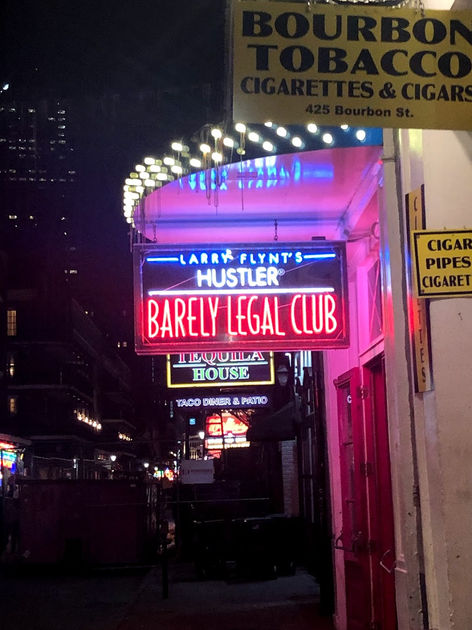 BOURBON
TOBACCO
CIGARETTES & CIGARS
425 Bourbon St.
LARRY FLYNT'S
HUSTLER®
BARELY LEGAL CLUB
CIGAR
PIPES
CIGARET
TEQUILA
HOUSE
TACO DINER & PATIO